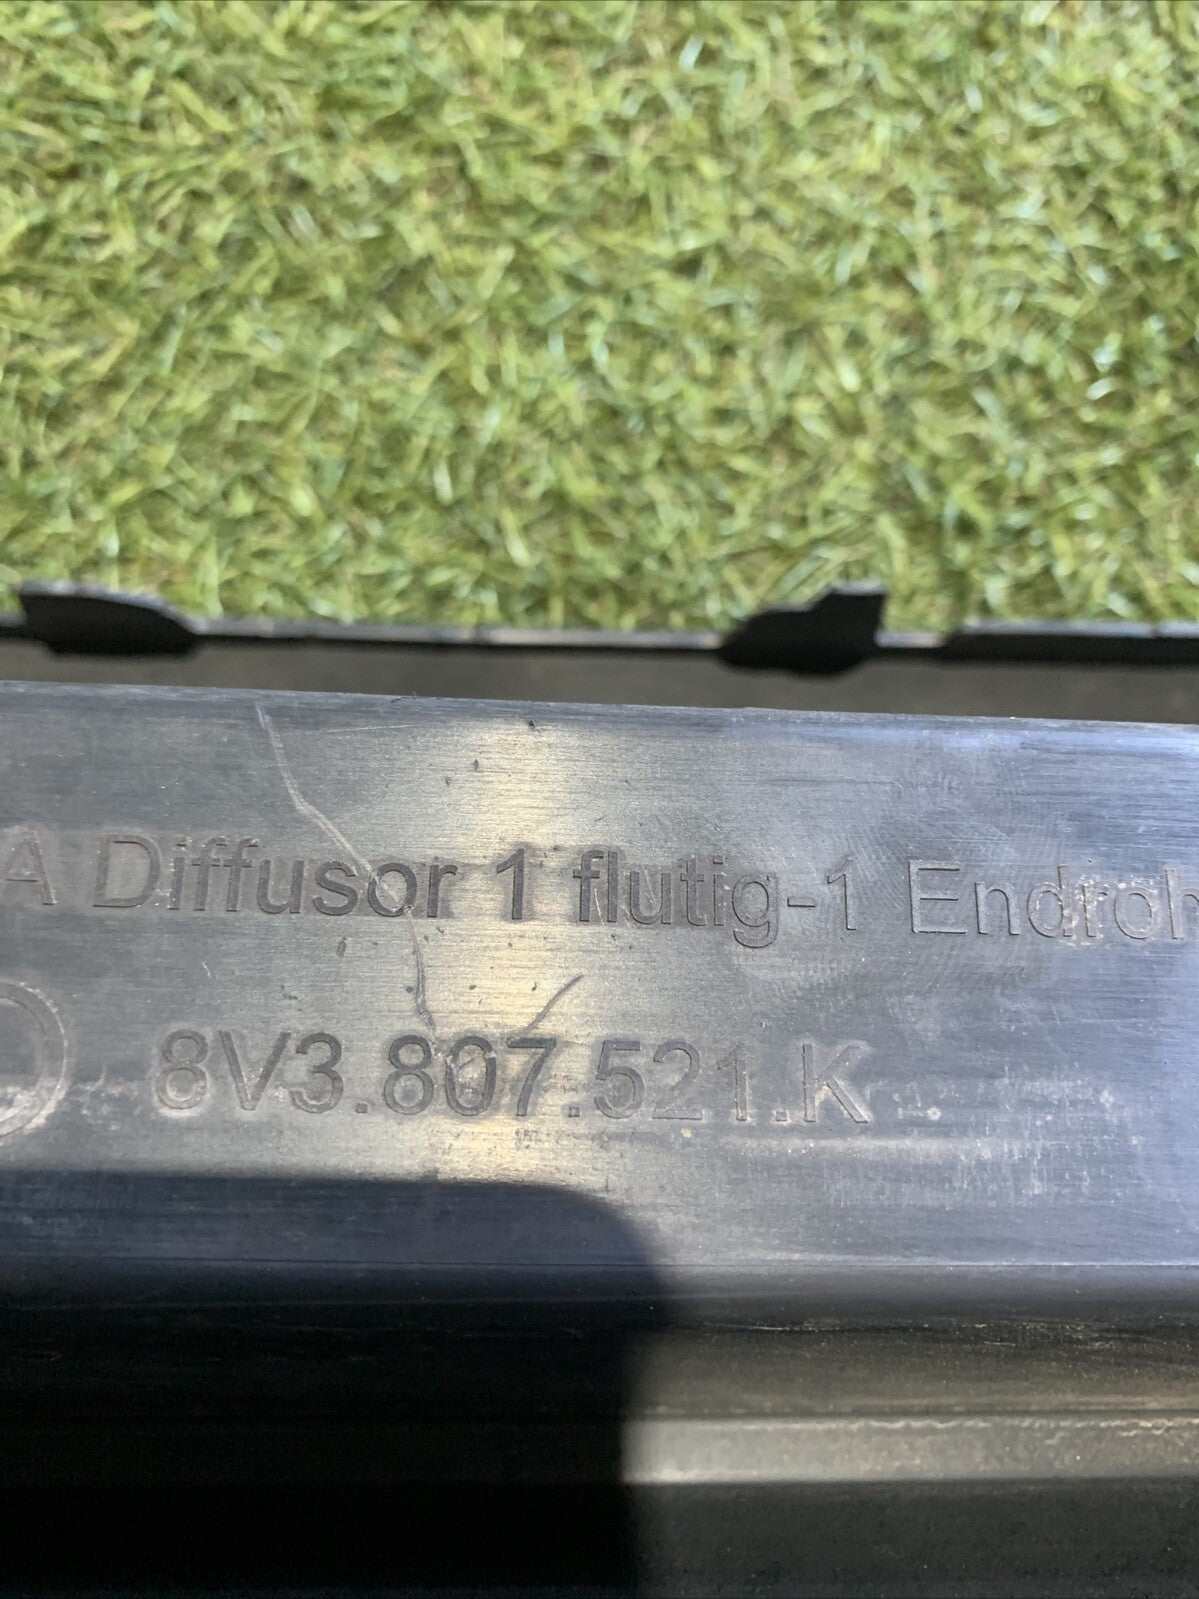 A Diffusor 1 flutig-1 Endroh
8V3.807.521.K